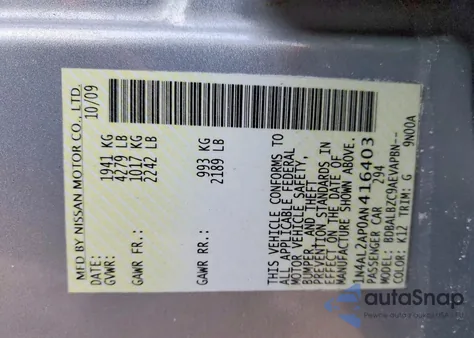 MFD BY NISSAN MOTOR CO., LTD.
DATE: 10/09
GVWR: 1941 KG
4279 LB
GAWR FR.: 1017 KG
2242 LB
GAWR RR.: 993 KG
2189 LB
THIS VEHICLE CONFORMS TO
ALL APPLICABLE FEDERAL
MOTOR VEHICLE SAFETY,
BUMPER, AND THEFT
PREVENTION STANDARDS IN
EFFECT ON THE DATE OF
MANUFACTURE SHOWN ABOVE.
1N4AL2AP0AN416403
PASSENGER CAR 294
MODEL: BDBALBZC9AEVAPBN--
COLOR: K12 TRIM: G 9N00A
autoSnap